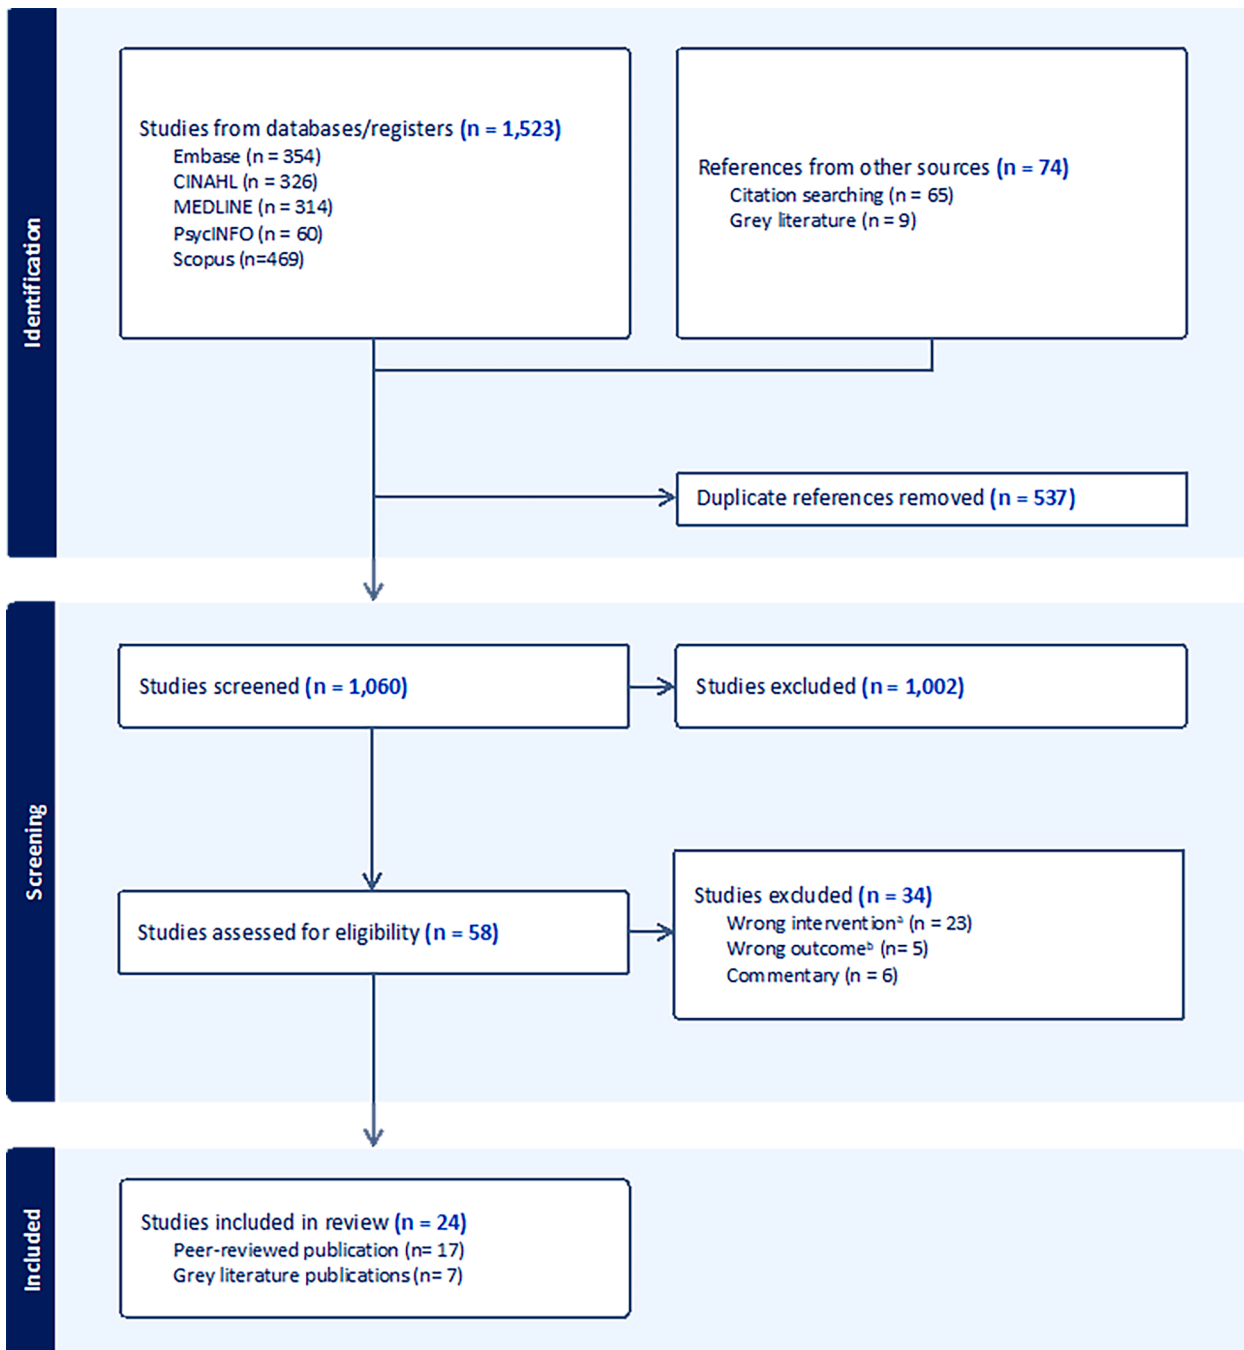 Identification
Studies from databases/registers (n = 1,523)
Embase (n = 354)
CINAHL (n = 326)
MEDLINE (n = 314)
PsycINFO (n = 60)
Scopus (n=469)
References from other sources (n = 74)
Citation searching (n = 65)
Grey literature (n = 9)
Duplicate references removed (n = 537)
Screening
Studies screened (n = 1,060)
Studies excluded (n = 1,002)
Studies assessed for eligibility (n = 58)
Studies excluded (n = 34)
Wrong interventionᵃ (n = 23)
Wrong outcomeᵇ (n= 5)
Commentary (n = 6)
Included
Studies included in review (n = 24)
Peer-reviewed publication (n= 17)
Grey literature publications (n= 7)